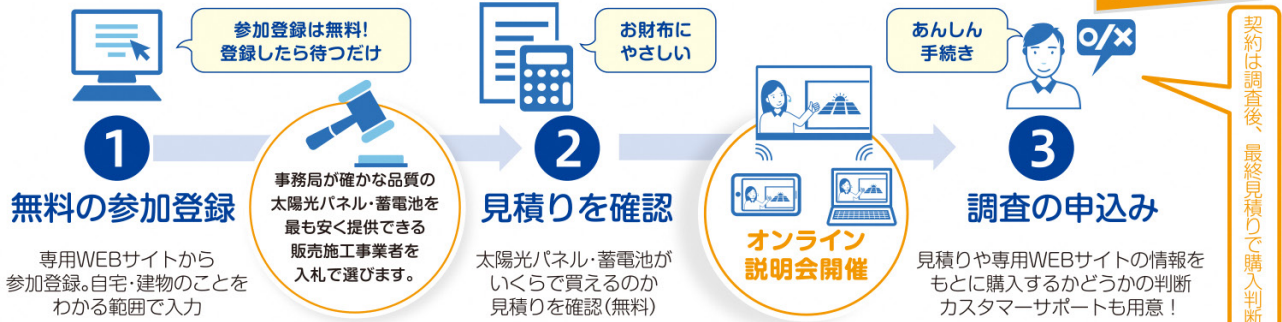 参加登録は無料!
登録したら待つだけ
1
無料の参加登録
専用WEBサイトから
参加登録。自宅・建物のことを
わかる範囲で入力
事務局が確かな品質の
太陽光パネル・蓄電池を
最も安く提供できる
販売施工事業者を
入札で選びます。
お財布に
やさしい
2
見積りを確認
太陽光パネル・蓄電池が
いくらで買えるのか
見積りを確認(無料)
オンライン
説明会開催
あんしん
手続き
o/×
3
調査の申込み
見積りや専用WEBサイトの情報を
もとに購入するかどうかの判断
カスタマーサポートも用意!
契約は調査後、最終見積りで購入判断